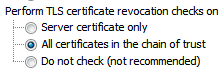 Perform TLS certificate revocation checks on
Server certificate only
All certificates in the chain of trust
Do not check (not recommended)